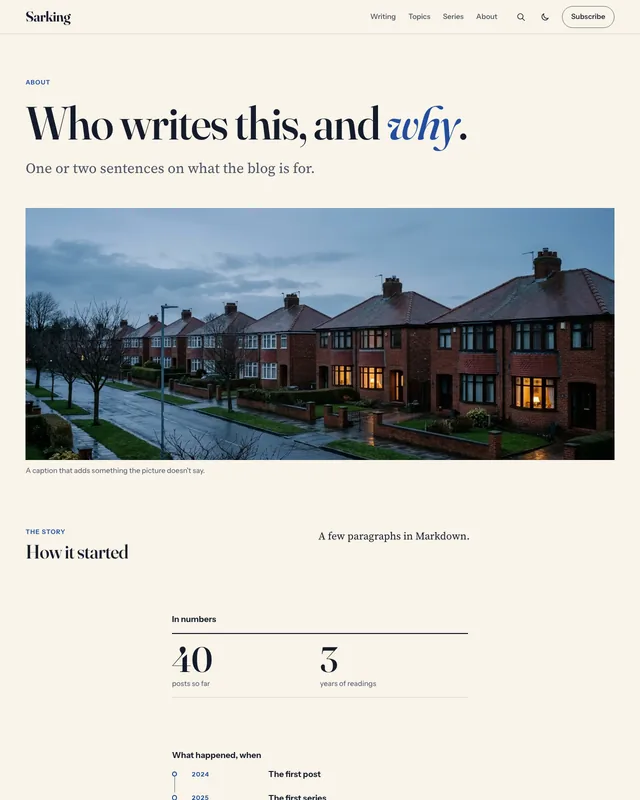 Sarking
Writing Topics Series About Subscribe
ABOUT
Who writes this, and why.
One or two sentences on what the blog is for.
A caption that adds something the picture doesn't say.
THE STORY
How it started
A few paragraphs in Markdown.
In numbers
40 3
posts so far years of readings
What happened, when
2024 The first post
2025 The first series